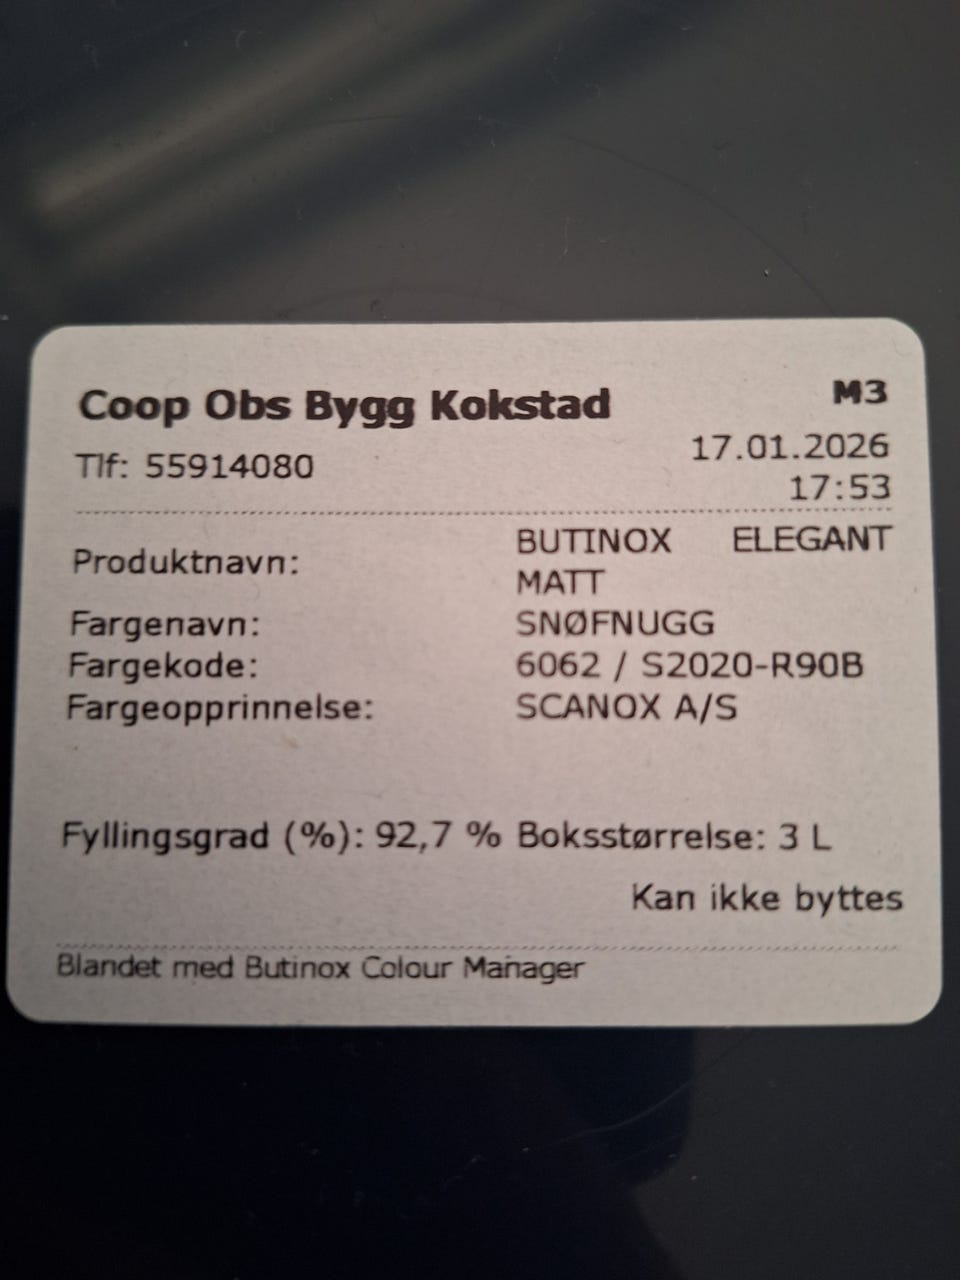 Coop Obs Bygg Kokstad M3
Tlf: 55914080 17.01.2026
17:53
Produktnavn: BUTINOX ELEGANT
MATT
Fargenavn: SNØFNUGG
Fargekode: 6062 / S2020-R90B
Fargeopprinnelse: SCANOX A/S
Fyllingsgrad (%): 92,7 % Boksstørrelse: 3 L
Kan ikke byttes
Blandet med Butinox Colour Manager